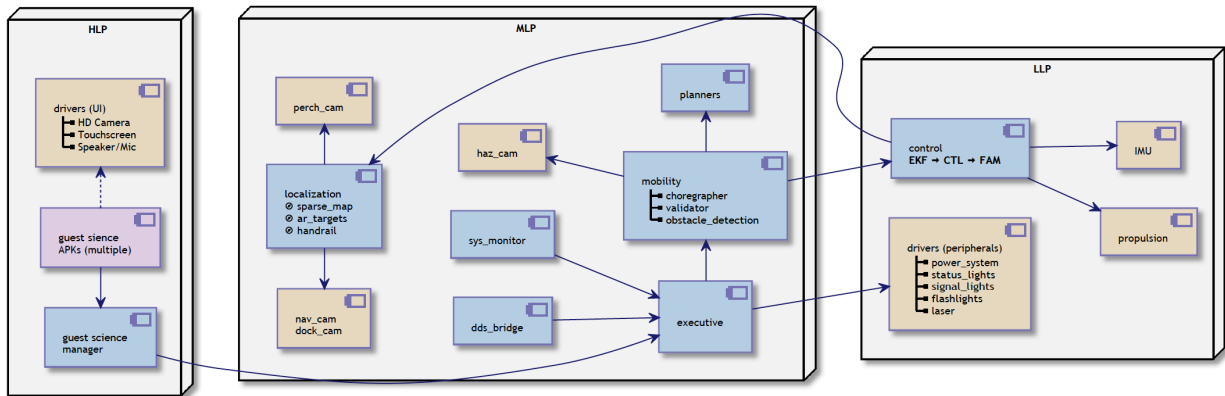 HLP
drivers (UI)
HD Camera
Touchscreen
Speaker/Mic
guest sience
APKs (multiple)
guest science
manager
MLP
perch_cam
localization
sparse_map
ar_targets
handrail
nav_cam
dock_cam
haz_cam
sys_monitor
dds_bridge
planners
mobility
choregrapher
validator
obstacle_detection
executive
LLP
control
EKF → CTL → FAM
IMU
propulsion
drivers (peripherals)
power_system
status_lights
signal_lights
flashlights
laser